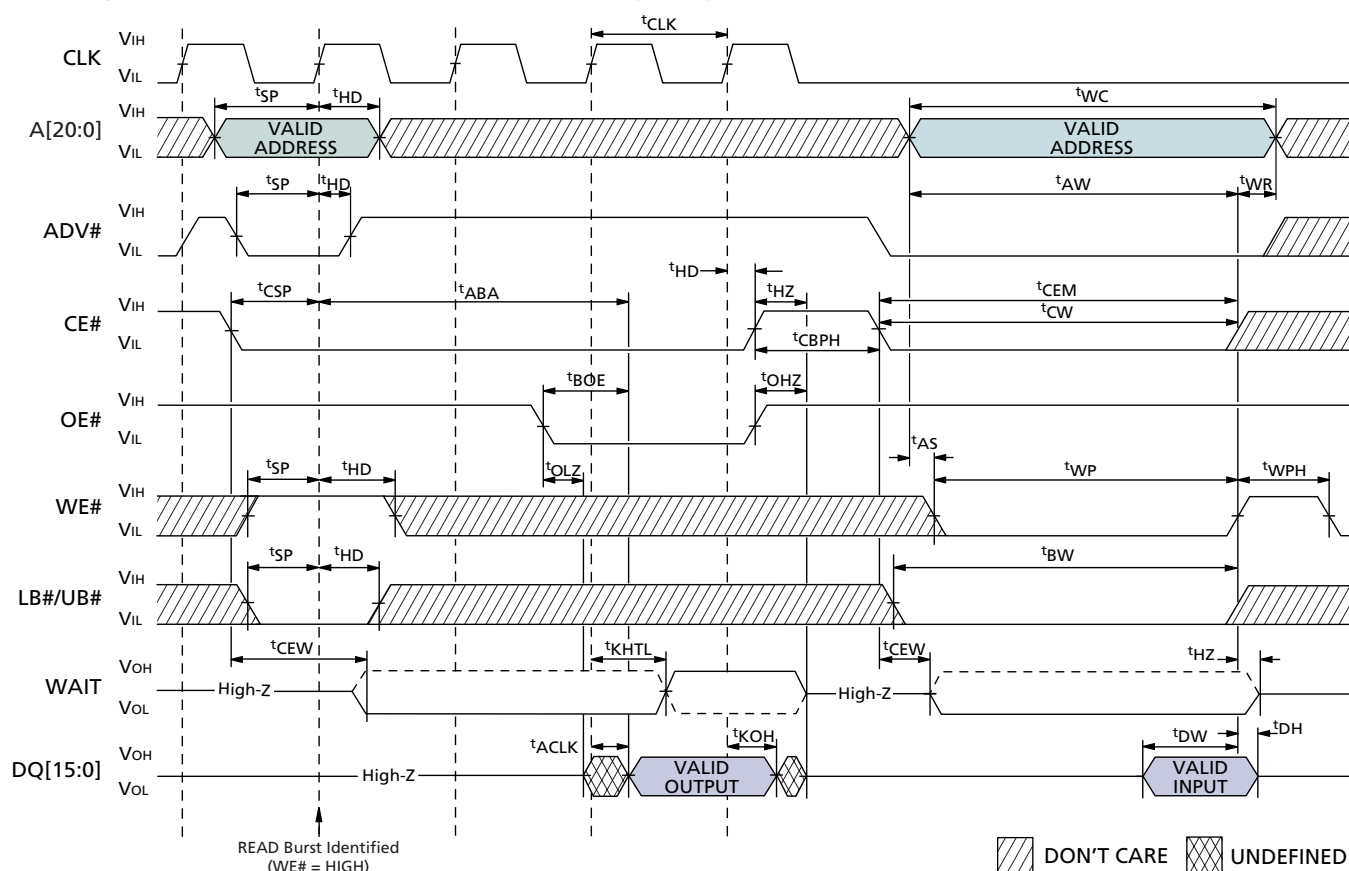 tCLK
CLK
VIH
VIL
tSP
tHD
tWC
A[20:0]
VIH
VIL
VALID
ADDRESS
VALID
ADDRESS
tSP
tHD
tAW
tWR
ADV#
VIH
VIL
tHD
tHZ
tCSP
tABA
tCEM
CE#
VIH
VIL
tCW
tCBPH
tBOE
tOHZ
OE#
VIH
VIL
tAS
tSP
tHD
tOLZ
tWP
tWPH
WE#
VIH
VIL
tSP
tHD
tBW
LB#/UB#
VIH
VIL
tCEW
tKHTL
tCEW
tHZ
WAIT
VOH
VOL
High-Z
High-Z
tACLK
tKOH
tDW
tDH
DQ[15:0]
VOH
VOL
High-Z
VALID
OUTPUT
VALID
INPUT
READ Burst Identified
(WE# = HIGH)
DON'T CARE
UNDEFINED